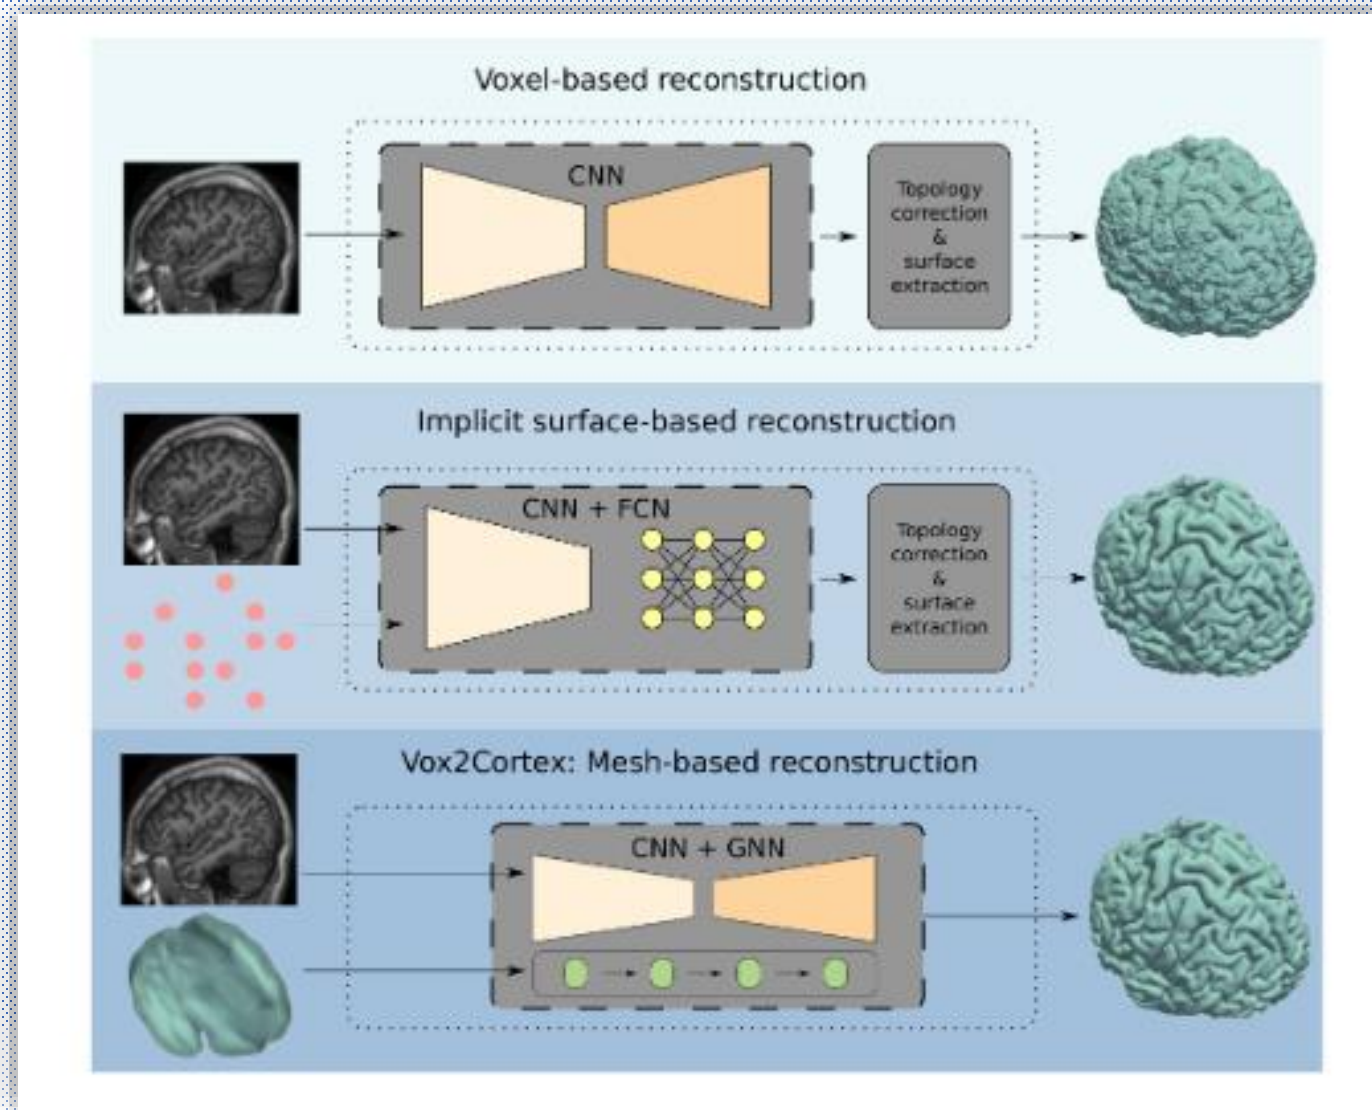 Voxel-based reconstruction
CNN
Topology
correction
&
surface
extraction
Implicit surface-based reconstruction
CNN + FCN
Topology
correction
&
surface
extraction
Vox2Cortex: Mesh-based reconstruction
CNN + GNN